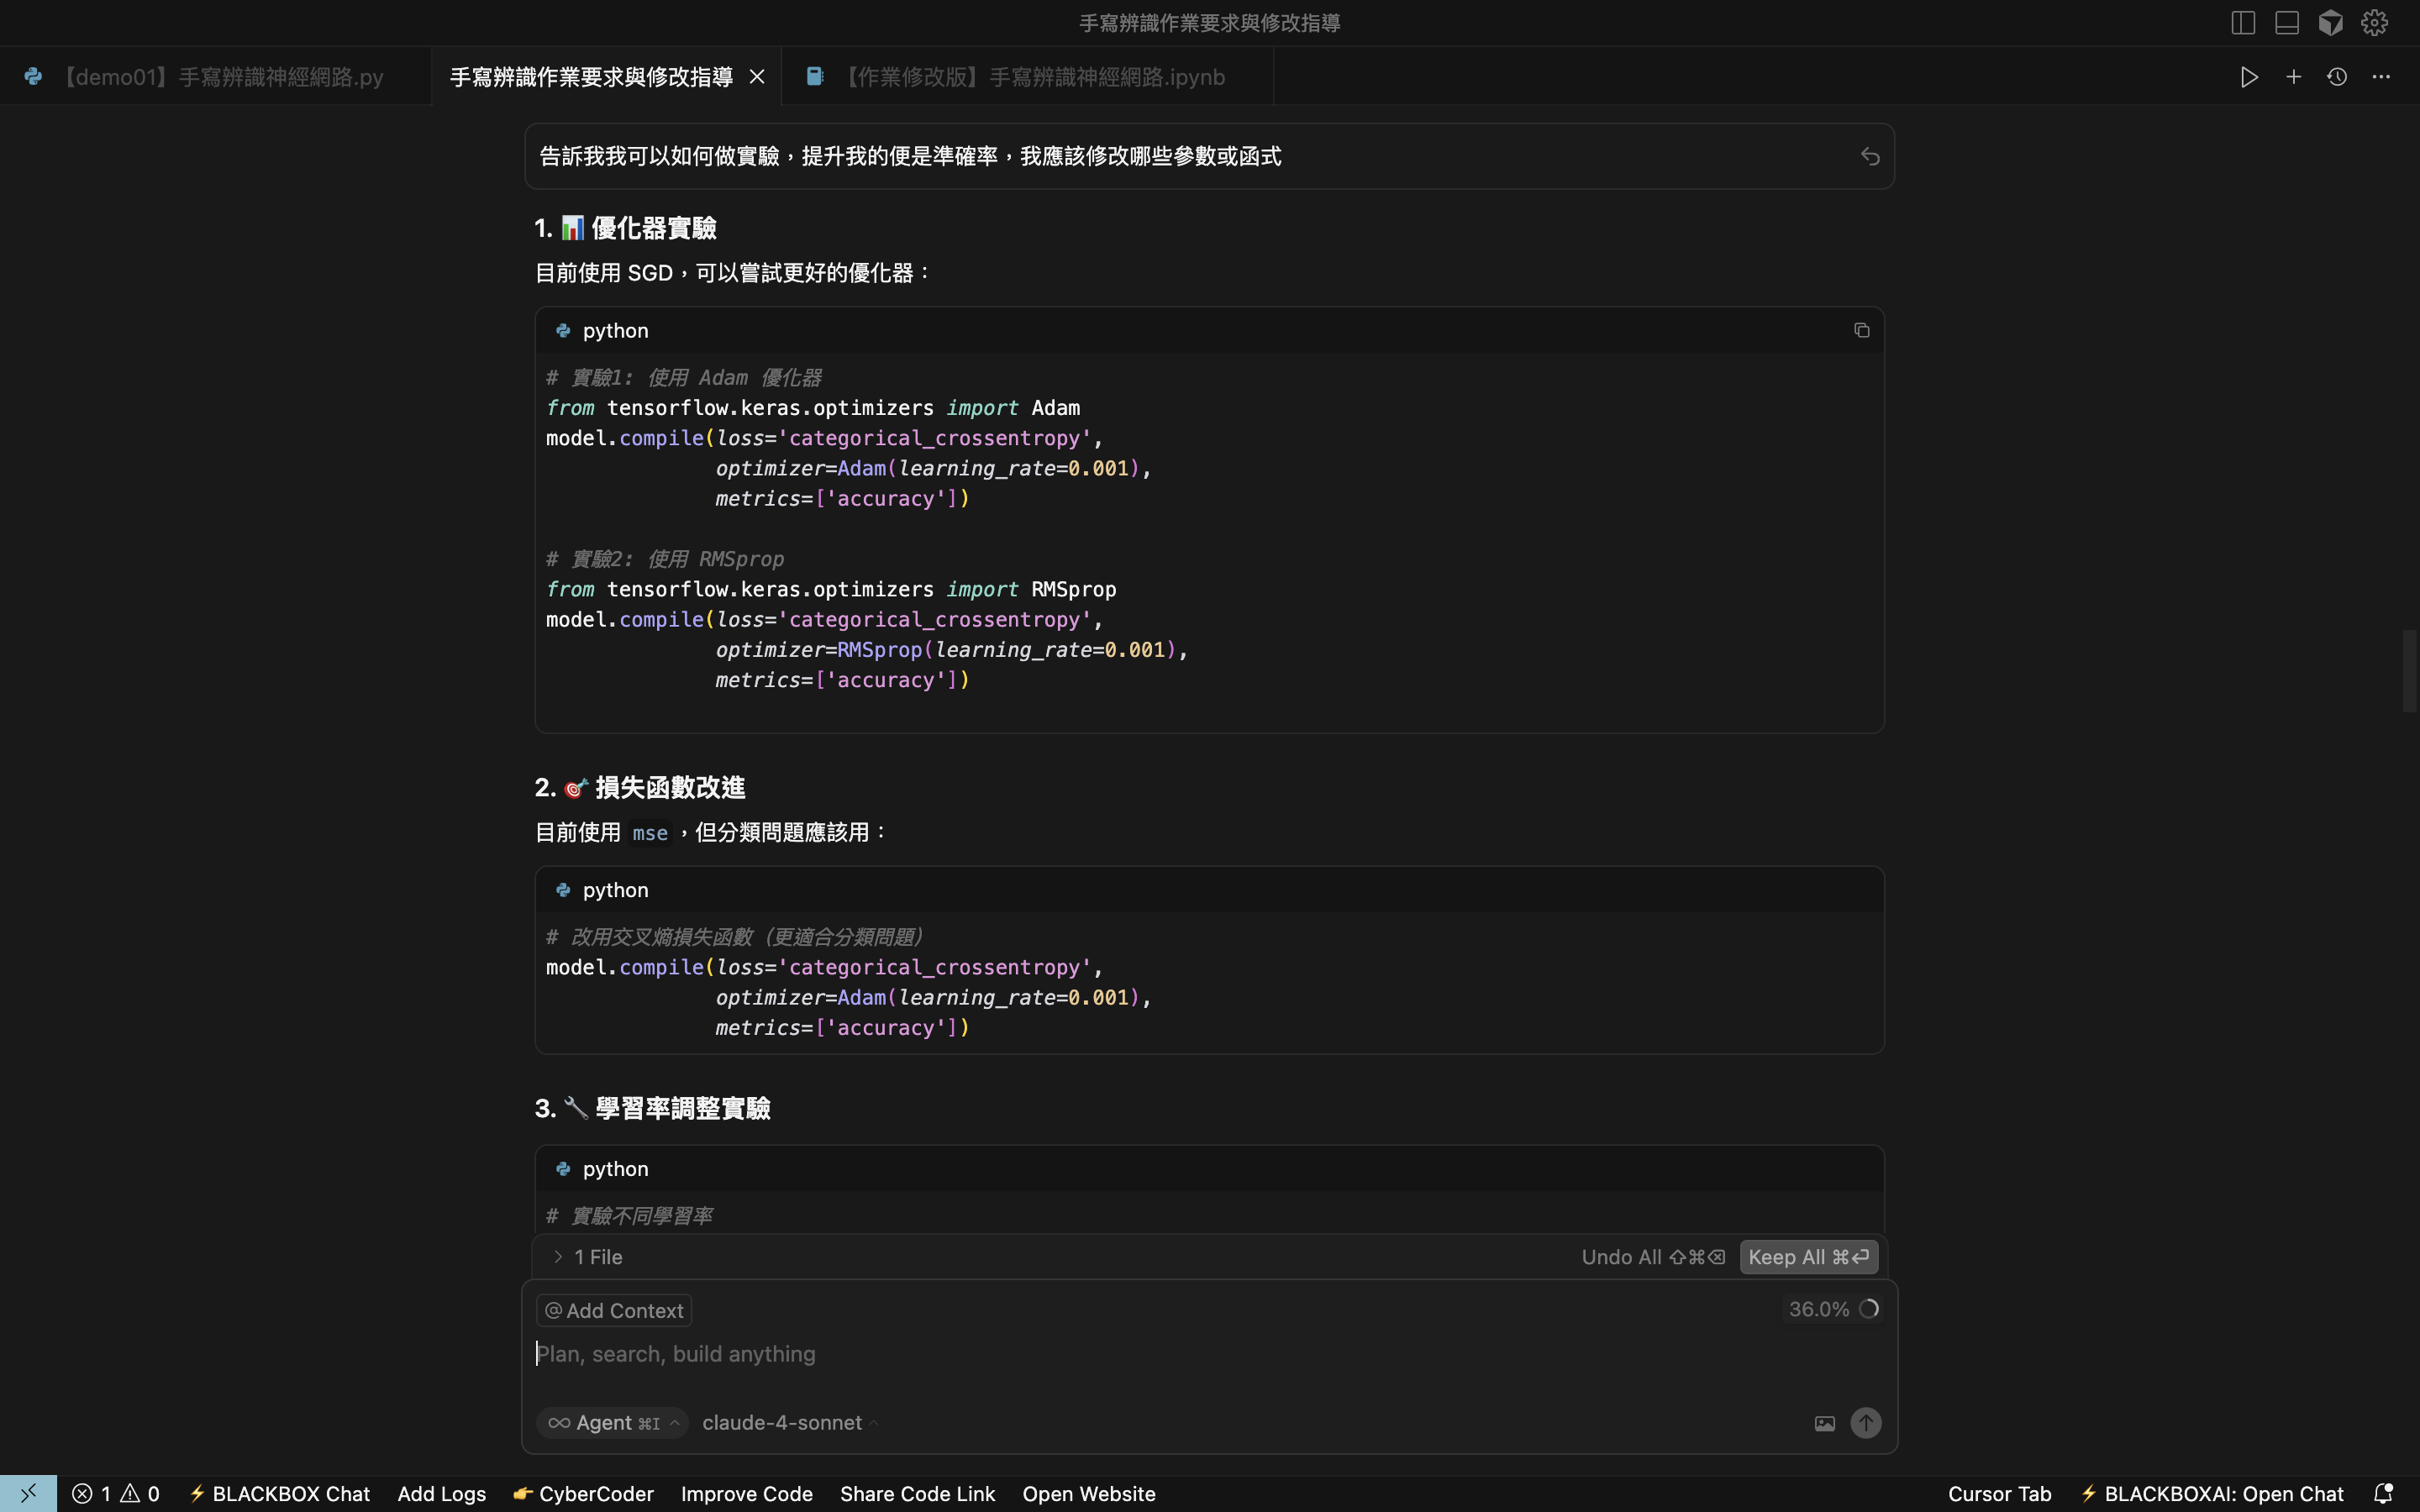 手寫辨識作業要求與修改指導
【demo01】手寫辨識神經網路.py
手寫辨識作業要求與修改指導
【作業修改版】手寫辨識神經網路.ipynb
告訴我我可以如何做實驗，提升我的便是準確率，我應該修改哪些參數或函式
1. 📊 優化器實驗
目前使用 SGD，可以嘗試更好的優化器：
python
# 實驗1: 使用 Adam 優化器
from tensorflow.keras.optimizers import Adam
model.compile(loss='categorical_crossentropy',
optimizer=Adam(learning_rate=0.001),
metrics=['accuracy'])
# 實驗2: 使用 RMSprop
from tensorflow.keras.optimizers import RMSprop
model.compile(loss='categorical_crossentropy',
optimizer=RMSprop(learning_rate=0.001),
metrics=['accuracy'])
2. 🎯 損失函數改進
目前使用 mse，但分類問題應該用：
python
# 改用交叉熵損失函數（更適合分類問題）
model.compile(loss='categorical_crossentropy',
optimizer=Adam(learning_rate=0.001),
metrics=['accuracy'])
3. 🔧 學習率調整實驗
python
# 實驗不同學習率
1 File
Undo All ⇧⌘⌫ Keep All ⌘⏎
@ Add Context
36.0%
Plan, search, build anything
∞ Agent ⌘I claude-4-sonnet
1 0 ⚡ BLACKBOX Chat Add Logs 👉 CyberCoder Improve Code Share Code Link Open Website Cursor Tab ⚡ BLACKBOXAI: Open Chat